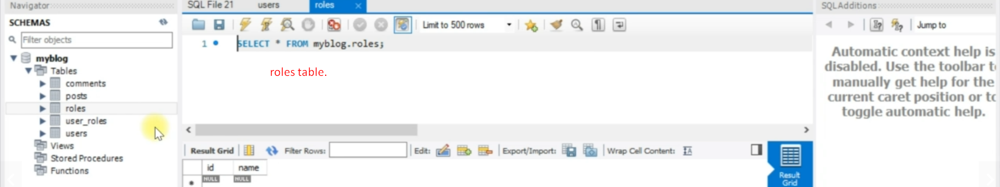 Navigator
SCHEMAS
Filter objects
myblog
Tables
comments
posts
roles
user_roles
users
Views
Stored Procedures
Functions
SQL File 21 users roles
Limit to 500 rows
1 SELECT * FROM myblog.roles;
roles table.
Result Grid Filter Rows: Edit: Export/Import: Wrap Cell Content:
id name
NULL NULL
Result
Grid
SQLAdditions
Jump to
Automatic context help is
disabled. Use the toolbar t
manually get help for the
current caret position or to
toggle automatic help.